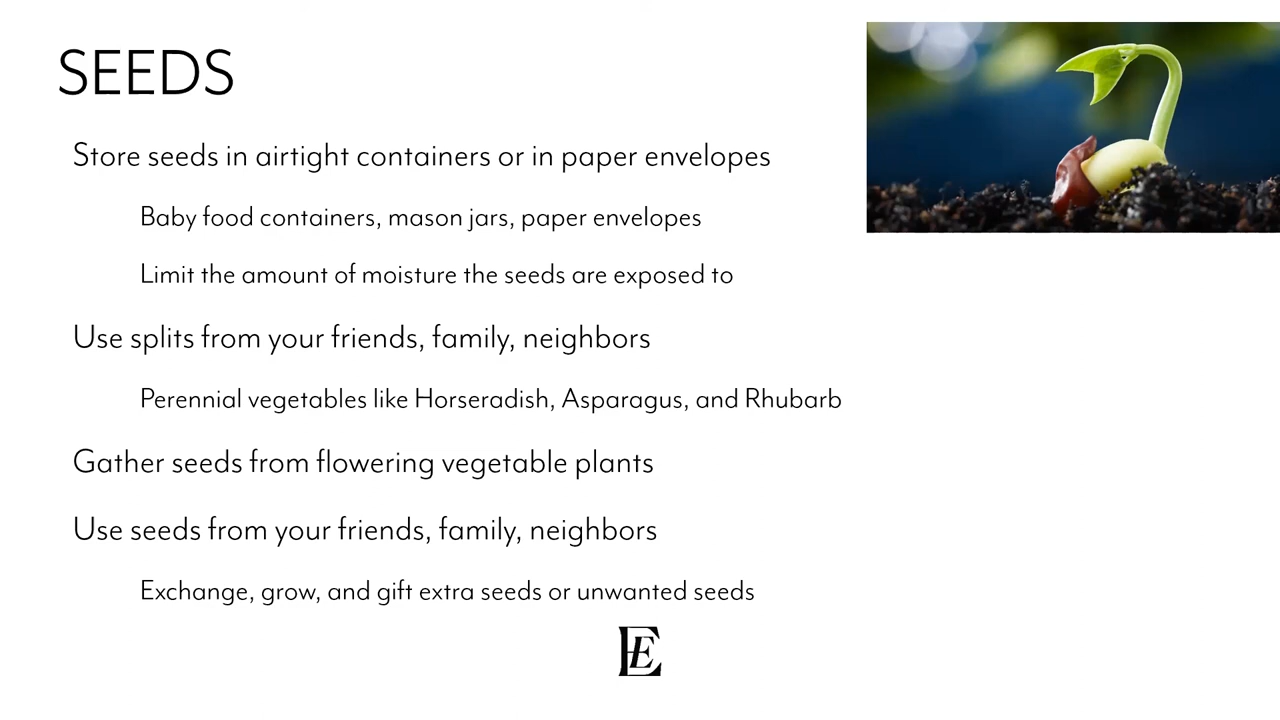 SEEDS
Store seeds in airtight containers or in paper envelopes
Baby food containers, mason jars, paper envelopes
Limit the amount of moisture the seeds are exposed to
Use splits from your friends, family, neighbors
Perennial vegetables like Horseradish, Asparagus, and Rhubarb
Gather seeds from flowering vegetable plants
Use seeds from your friends, family, neighbors
Exchange, grow, and gift extra seeds or unwanted seeds
EE